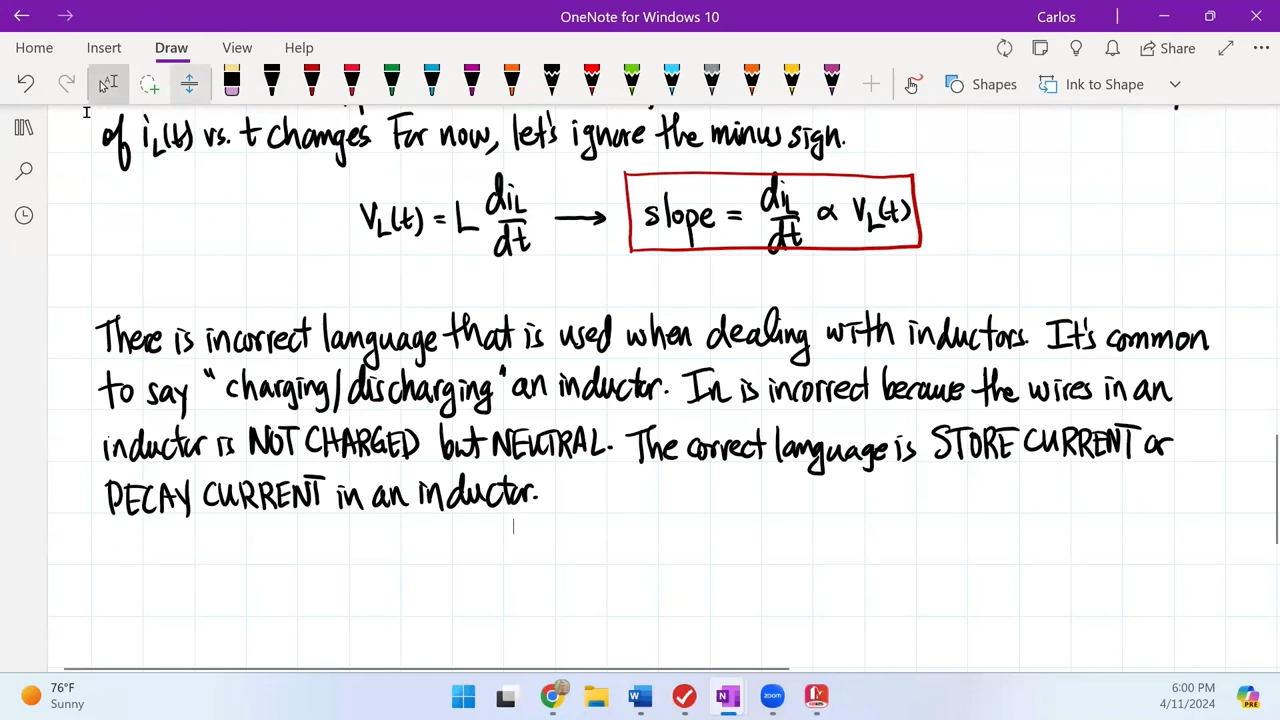 OneNote for Windows 10
Carlos
Home
Insert
Draw
View
Help
Share
Shapes
Ink to Shape
of iL(t) vs. t changes. For now, let's ignore the minus sign.
VL(t) = L diL/dt → slope = diL/dt ∝ VL(t)
There is incorrect language that is used when dealing with inductors. It's common
to say "charging/discharging" an inductor. In is incorrect because the wires in an
inductor is NOT CHARGED but NEUTRAL. The correct language is STORE CURRENT or
DECAY CURRENT in an inductor.
76°F
Sunny
W
N
zoom
6:00 PM
4/11/2024
PRE